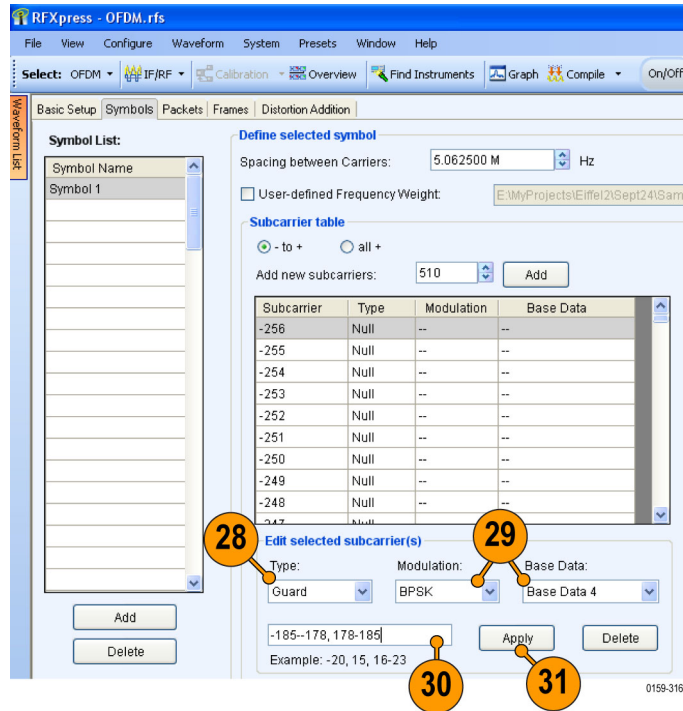 RFXpress - OFDM.rfs
File View Configure Waveform System Presets Window Help
Select: OFDM IF/RF Calibration Overview Find Instruments Graph Compile On/Off
Waveform List
Basic Setup Symbols Packets Frames Distortion Addition
Symbol List:
Symbol Name
Symbol 1
Add
Delete
Define selected symbol
Spacing between Carriers: 5.062500 M Hz
User-defined Frequency Weight: E:\MyProjects\Eiffel2\Sept24\Sam
Subcarrier table
- to + all +
Add new subcarriers: 510 Add
Subcarrier Type Modulation Base Data
-256 Null -- --
-255 Null -- --
-254 Null -- --
-253 Null -- --
-252 Null -- --
-251 Null -- --
-250 Null -- --
-249 Null -- --
-248 Null -- --
-247 Null -- --
Edit selected subcarrier(s)
28 29
Type: Modulation: Base Data:
Guard BPSK Base Data 4
-185--178, 178-185 Apply Delete
Example: -20, 15, 16-23
30 31
0159-316